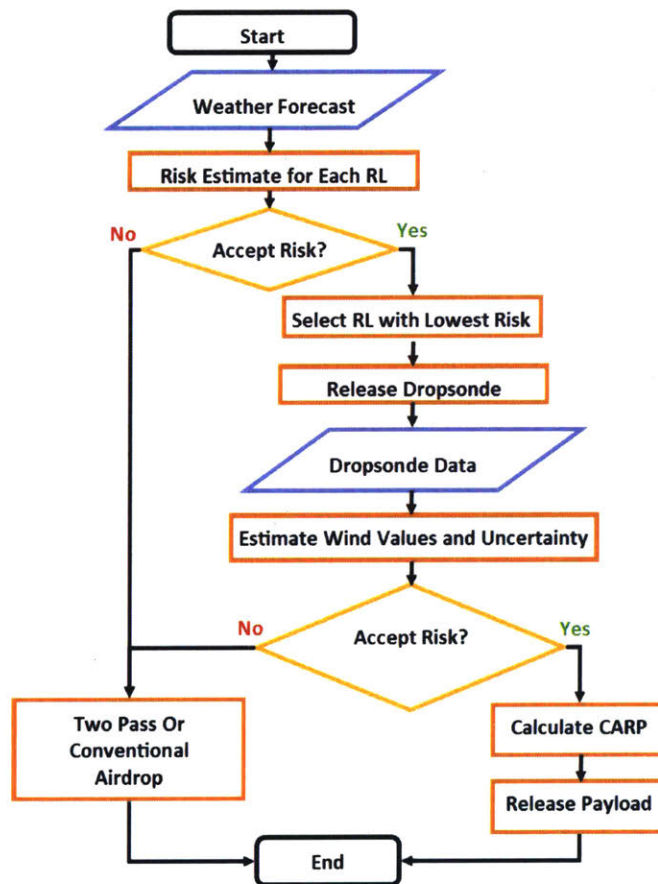 Start
Weather Forecast
Risk Estimate for Each RL
No
Accept Risk?
Yes
Select RL with Lowest Risk
Release Dropsonde
Dropsonde Data
Estimate Wind Values and Uncertainty
No
Accept Risk?
Yes
Two Pass Or
Conventional
Airdrop
Calculate CARP
Release Payload
End